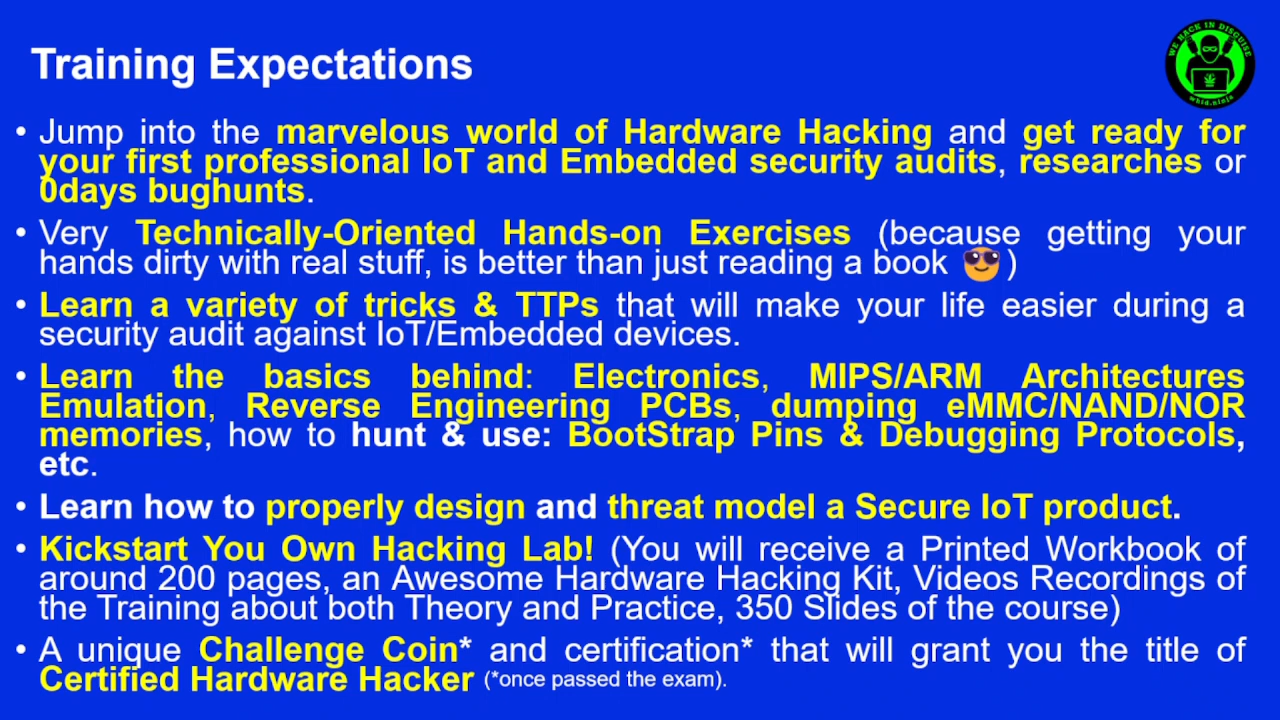 Training Expectations
WE HACK IN DISGUISE
whid.ninja
• Jump into the marvelous world of Hardware Hacking and get ready for
your first professional IoT and Embedded security audits, researches or
0days bughunts.
• Very Technically-Oriented Hands-on Exercises (because getting your
hands dirty with real stuff, is better than just reading a book 😎)
• Learn a variety of tricks & TTPs that will make your life easier during a
security audit against IoT/Embedded devices.
• Learn the basics behind: Electronics, MIPS/ARM Architectures
Emulation, Reverse Engineering PCBs, dumping eMMC/NAND/NOR
memories, how to hunt & use: BootStrap Pins & Debugging Protocols,
etc.
• Learn how to properly design and threat model a Secure IoT product.
• Kickstart You Own Hacking Lab! (You will receive a Printed Workbook of
around 200 pages, an Awesome Hardware Hacking Kit, Videos Recordings of
the Training about both Theory and Practice, 350 Slides of the course)
• A unique Challenge Coin* and certification* that will grant you the title of
Certified Hardware Hacker (*once passed the exam).